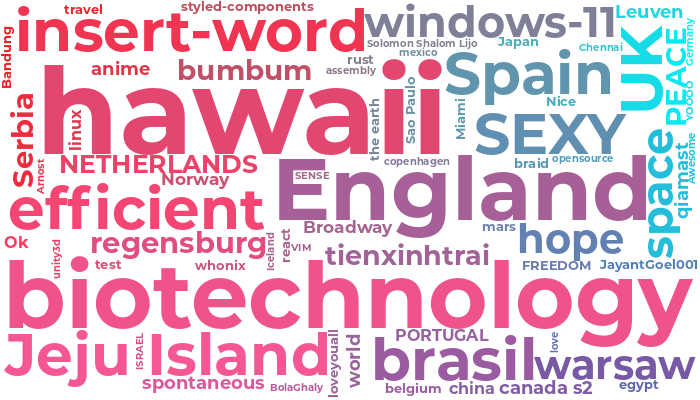 travel
styled-components
Leuven
insert-word
windows-11
Bandung
Solomon Shalom Lijo
Japan
mexico
Chennai
Germany
anime
bumbum
rust
assembly
Spain
UK
PEACE
Yoooo
hawaii
Serbia
linux
the earth
Sao Paulo
Miami
Nice
SEXY
Arnost
NETHERLANDS
Norway
SENSE
England
copenhagen
braid
opensource
space
qiamast
Awesome
efficient
Ok
regensburg
Iceland
react
VIM
Broadway
mars
hope
tienxinhtrai
unity3d
test
whonix
FREEDOM
JayantGoel001
biotechnology
Jeju Island
ISRAEL
loveyouall
world
PORTUGAL
brasil
love
warsaw
spontaneous
BolaGhaly
belgium
china
canada
s2
egypt